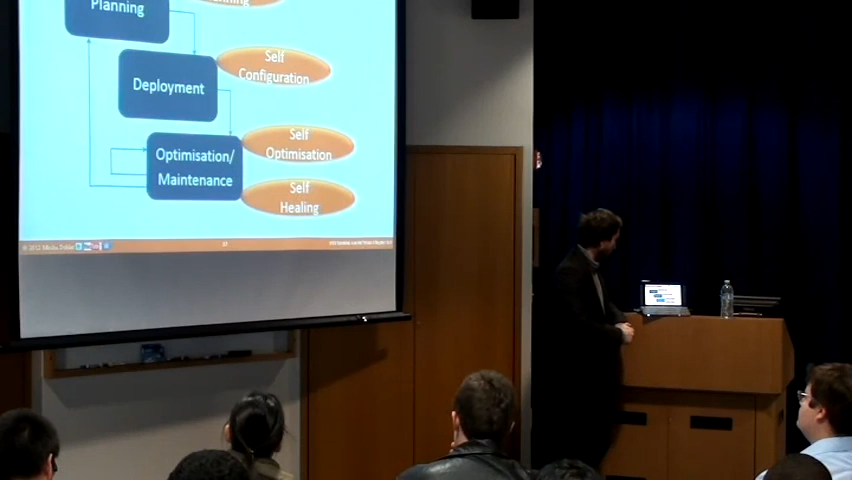 Planning
Self
Configuration
Deployment
Self
Optimisation
Optimisation/
Maintenance
Self
Healing